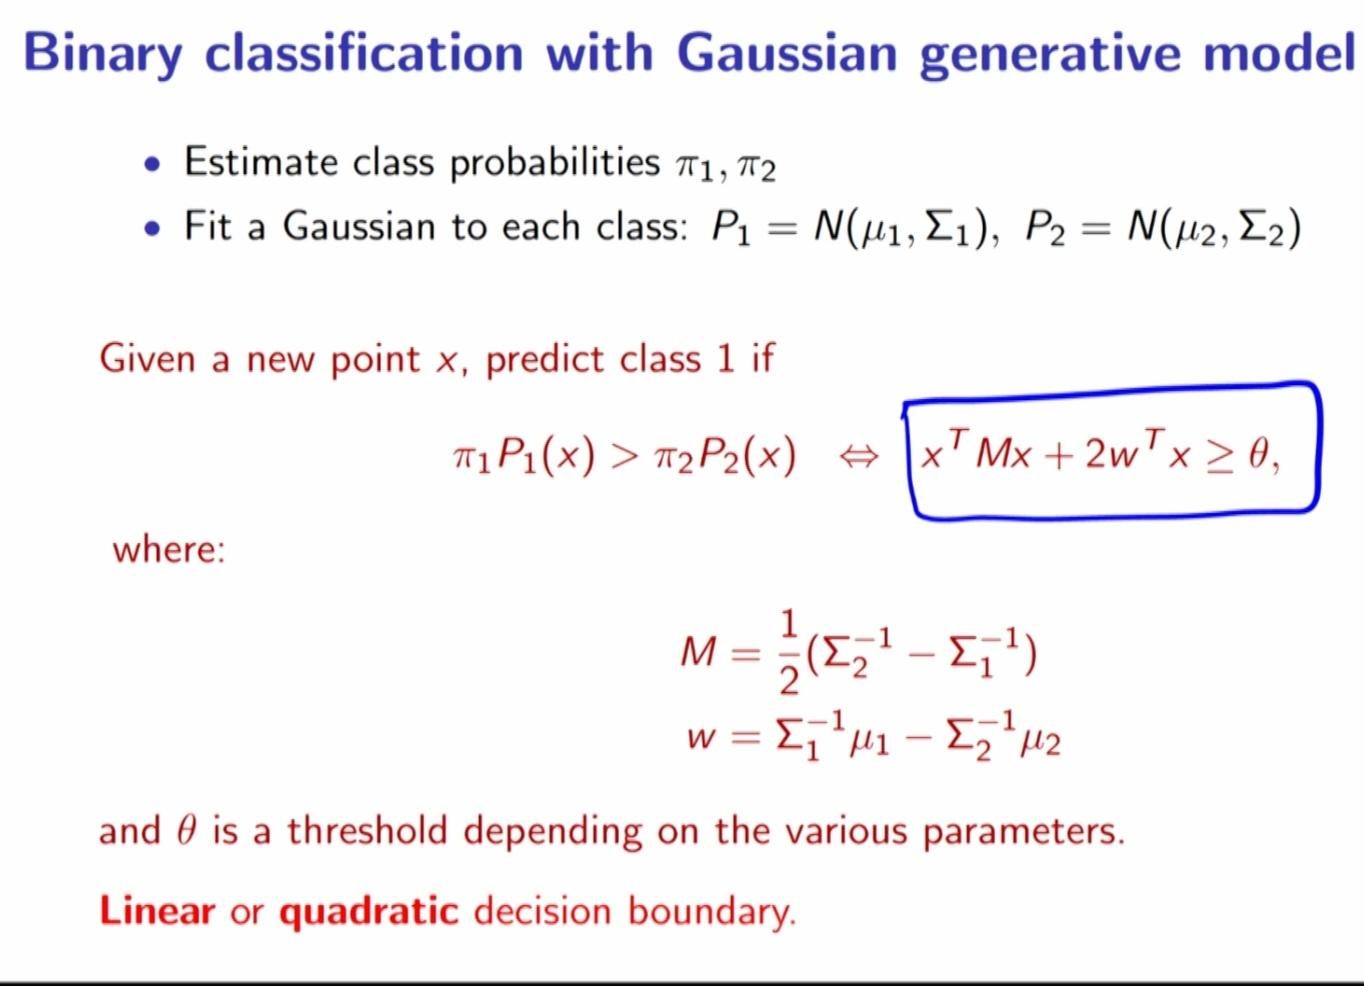 Binary classification with Gaussian generative model
• Estimate class probabilities π₁, π₂
• Fit a Gaussian to each class: P₁ = N(μ₁, Σ₁), P₂ = N(μ₂, Σ₂)
Given a new point x, predict class 1 if
π₁P₁(x) > π₂P₂(x) ⇔ xᵀMx + 2wᵀx ≥ θ,
where:
M = 1/2(Σ₂⁻¹ − Σ₁⁻¹)
w = Σ₁⁻¹μ₁ − Σ₂⁻¹μ₂
and θ is a threshold depending on the various parameters.
Linear or quadratic decision boundary.